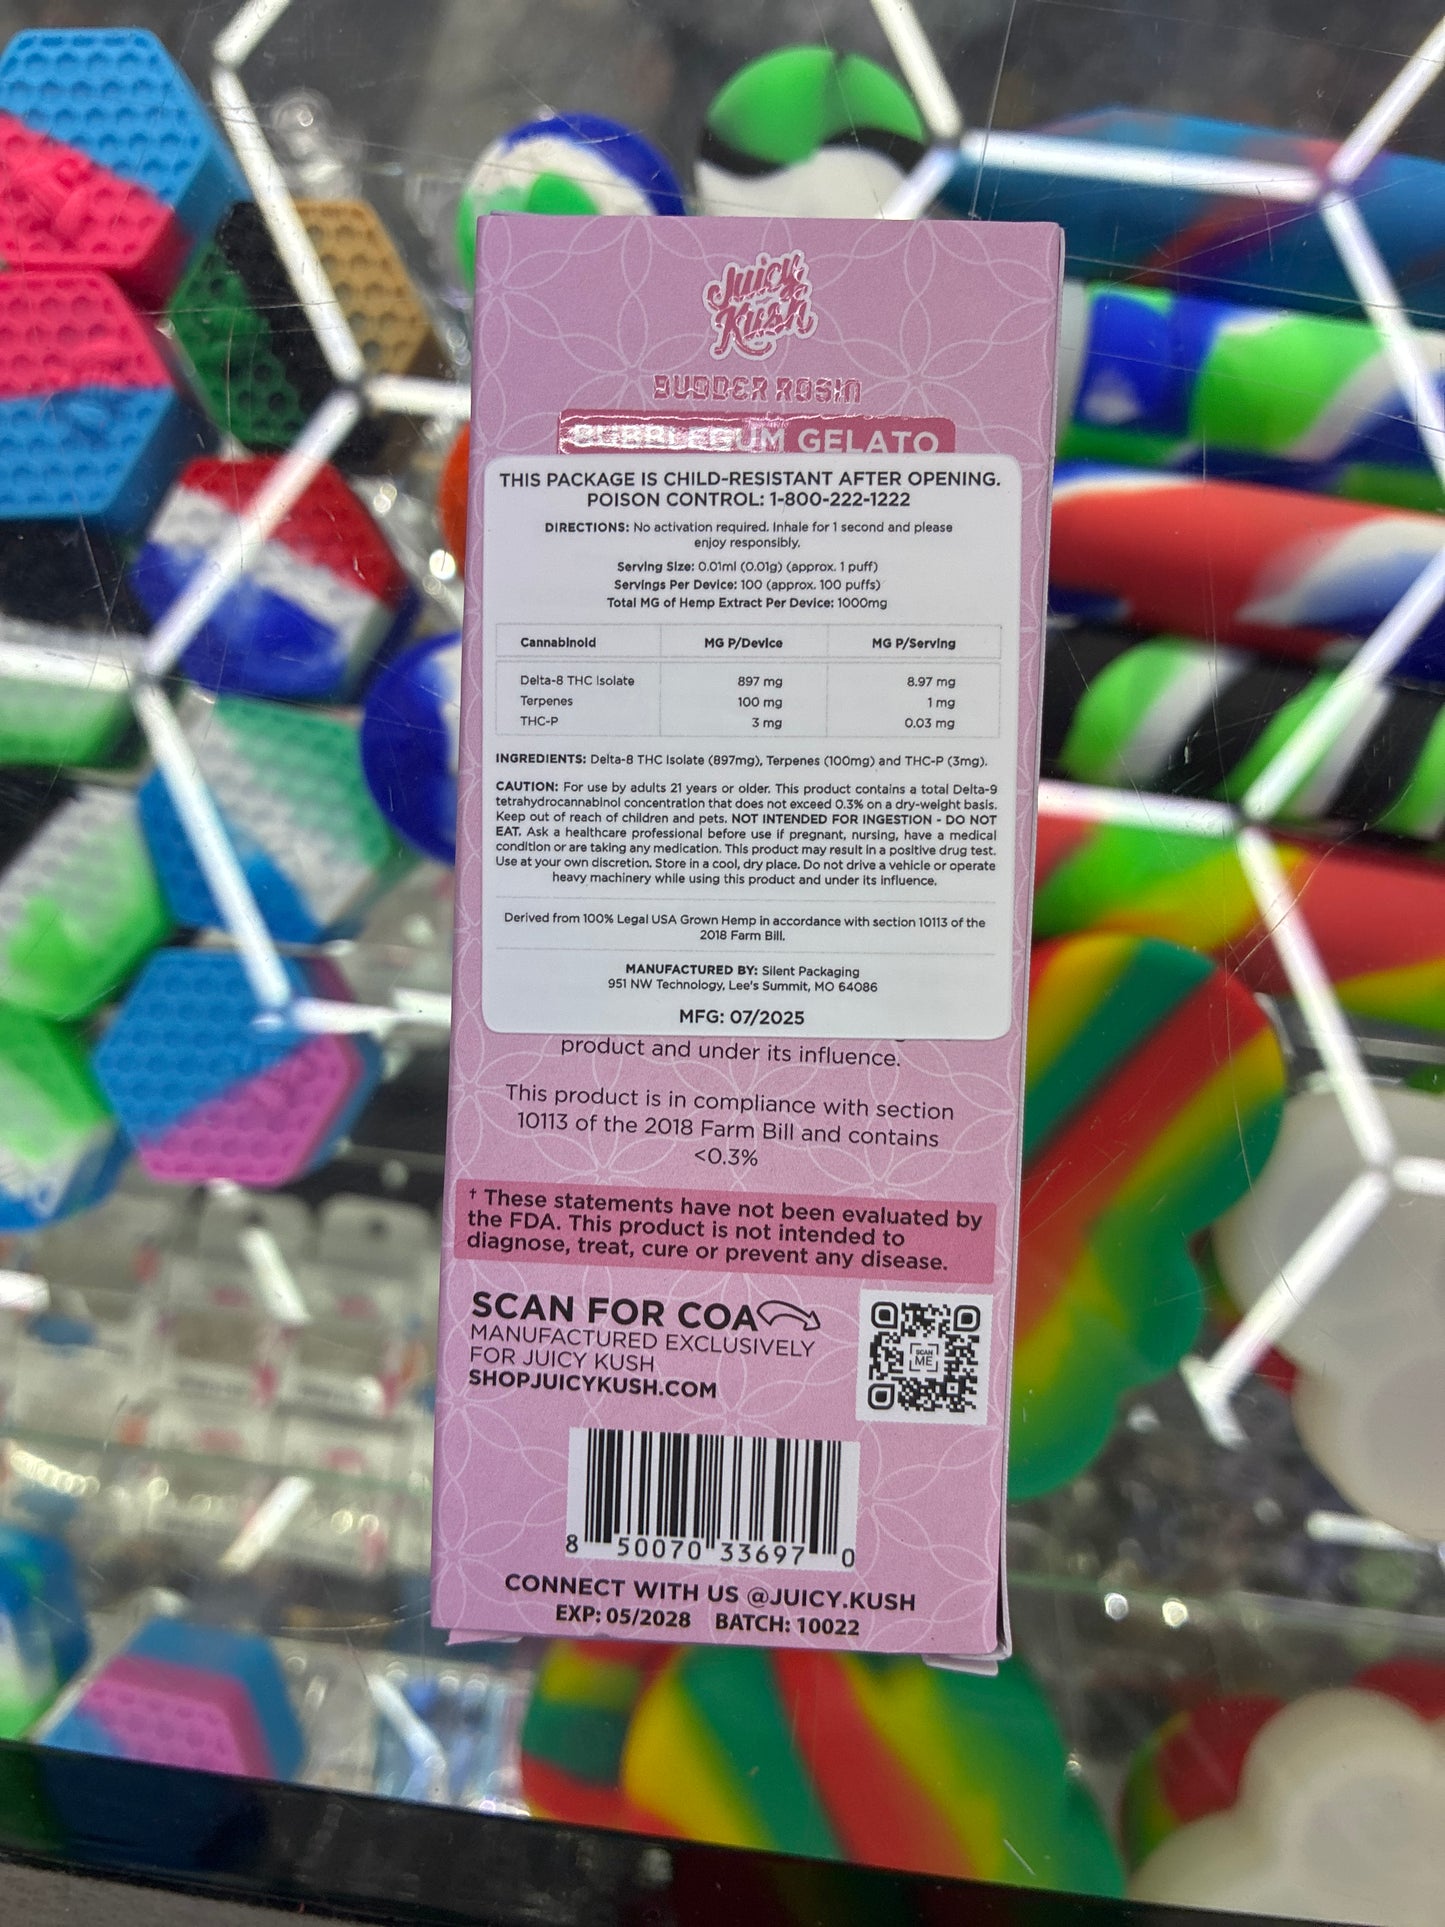 Juicy
Kush
BUDDER ROSIN
BUBBLEGUM GELATO
THIS PACKAGE IS CHILD-RESISTANT AFTER OPENING.
POISON CONTROL: 1-800-222-1222
DIRECTIONS: No activation required. Inhale for 1 second and please
enjoy responsibly.
Serving Size: 0.01ml (0.01g) (approx. 1 puff)
Servings Per Device: 100 (approx. 100 puffs)
Total MG of Hemp Extract Per Device: 1000mg
Cannabinoid MG P/Device MG P/Serving
Delta-8 THC Isolate 897 mg 8.97 mg
Terpenes 100 mg 1 mg
THC-P 3 mg 0.03 mg
INGREDIENTS: Delta-8 THC Isolate (897mg), Terpenes (100mg) and THC-P (3mg).
CAUTION: For use by adults 21 years or older. This product contains a total Delta-9
tetrahydrocannabinol concentration that does not exceed 0.3% on a dry-weight basis.
Keep out of reach of children and pets. NOT INTENDED FOR INGESTION - DO NOT
EAT. Ask a healthcare professional before use if pregnant, nursing, have a medical
condition or are taking any medication. This product may result in a positive drug test.
Use at your own discretion. Store in a cool, dry place. Do not drive a vehicle or operate
heavy machinery while using this product and under its influence.
Derived from 100% Legal USA Grown Hemp in accordance with section 10113 of the
2018 Farm Bill.
MANUFACTURED BY: Silent Packaging
951 NW Technology, Lee's Summit, MO 64086
MFG: 07/2025
product and under its influence.
This product is in compliance with section
10113 of the 2018 Farm Bill and contains
<0.3%
† These statements have not been evaluated by
the FDA. This product is not intended to
diagnose, treat, cure or prevent any disease.
SCAN FOR COA
MANUFACTURED EXCLUSIVELY
FOR JUICY KUSH
SHOPJUICYKUSH.COM
SCAN
ME
8 50070 33697 0
CONNECT WITH US @JUICY.KUSH
EXP: 05/2028 BATCH: 10022